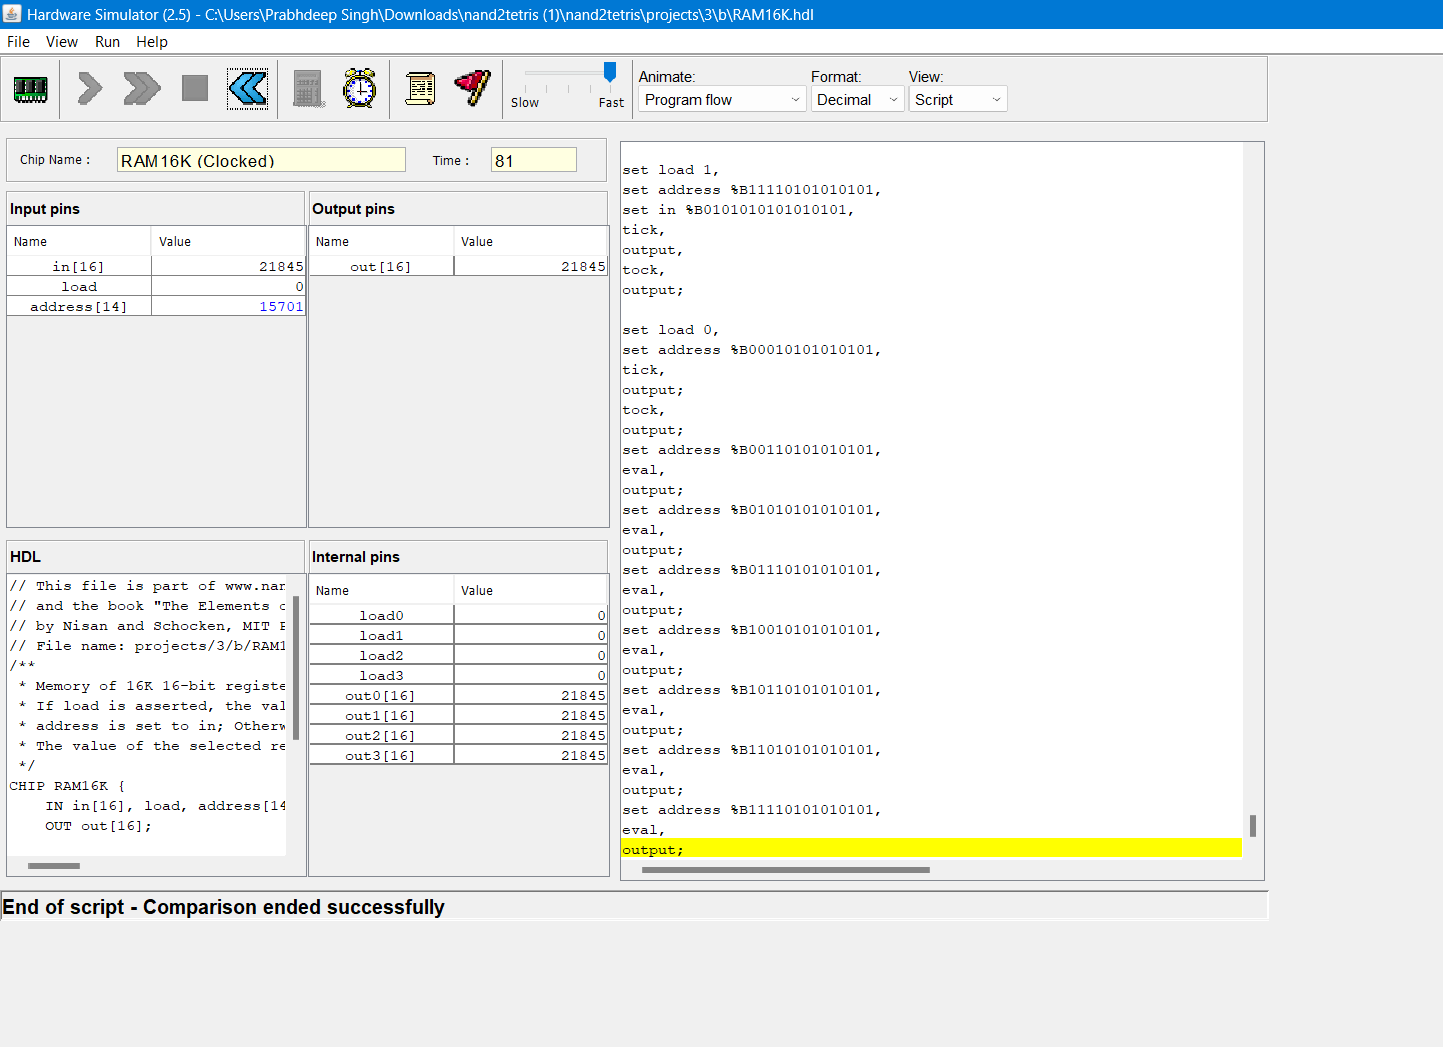 Hardware Simulator (2.5) - C:\Users\Prabhdeep Singh\Downloads\nand2tetris (1)\nand2tetris\projects\3\b\RAM16K.hdl
File View Run Help
Slow Fast
Animate: Format: View:
Program flow Decimal Script
Chip Name : RAM16K (Clocked) Time : 81
Input pins
Name Value
in[16] 21845
load 0
address[14] 15701
Output pins
Name Value
out[16] 21845
HDL
// This file is part of www.nan
// and the book "The Elements o
// by Nisan and Schocken, MIT P
// File name: projects/3/b/RAM1
/**
* Memory of 16K 16-bit registe
* If load is asserted, the val
* address is set to in; Otherw
* The value of the selected re
*/
CHIP RAM16K {
IN in[16], load, address[14
OUT out[16];
Internal pins
Name Value
load0 0
load1 0
load2 0
load3 0
out0[16] 21845
out1[16] 21845
out2[16] 21845
out3[16] 21845
set load 1,
set address %B11110101010101,
set in %B0101010101010101,
tick,
output,
tock,
output;
set load 0,
set address %B00010101010101,
tick,
output;
tock,
output;
set address %B00110101010101,
eval,
output;
set address %B01010101010101,
eval,
output;
set address %B01110101010101,
eval,
output;
set address %B10010101010101,
eval,
output;
set address %B10110101010101,
eval,
output;
set address %B11010101010101,
eval,
output;
set address %B11110101010101,
eval,
output;
End of script - Comparison ended successfully